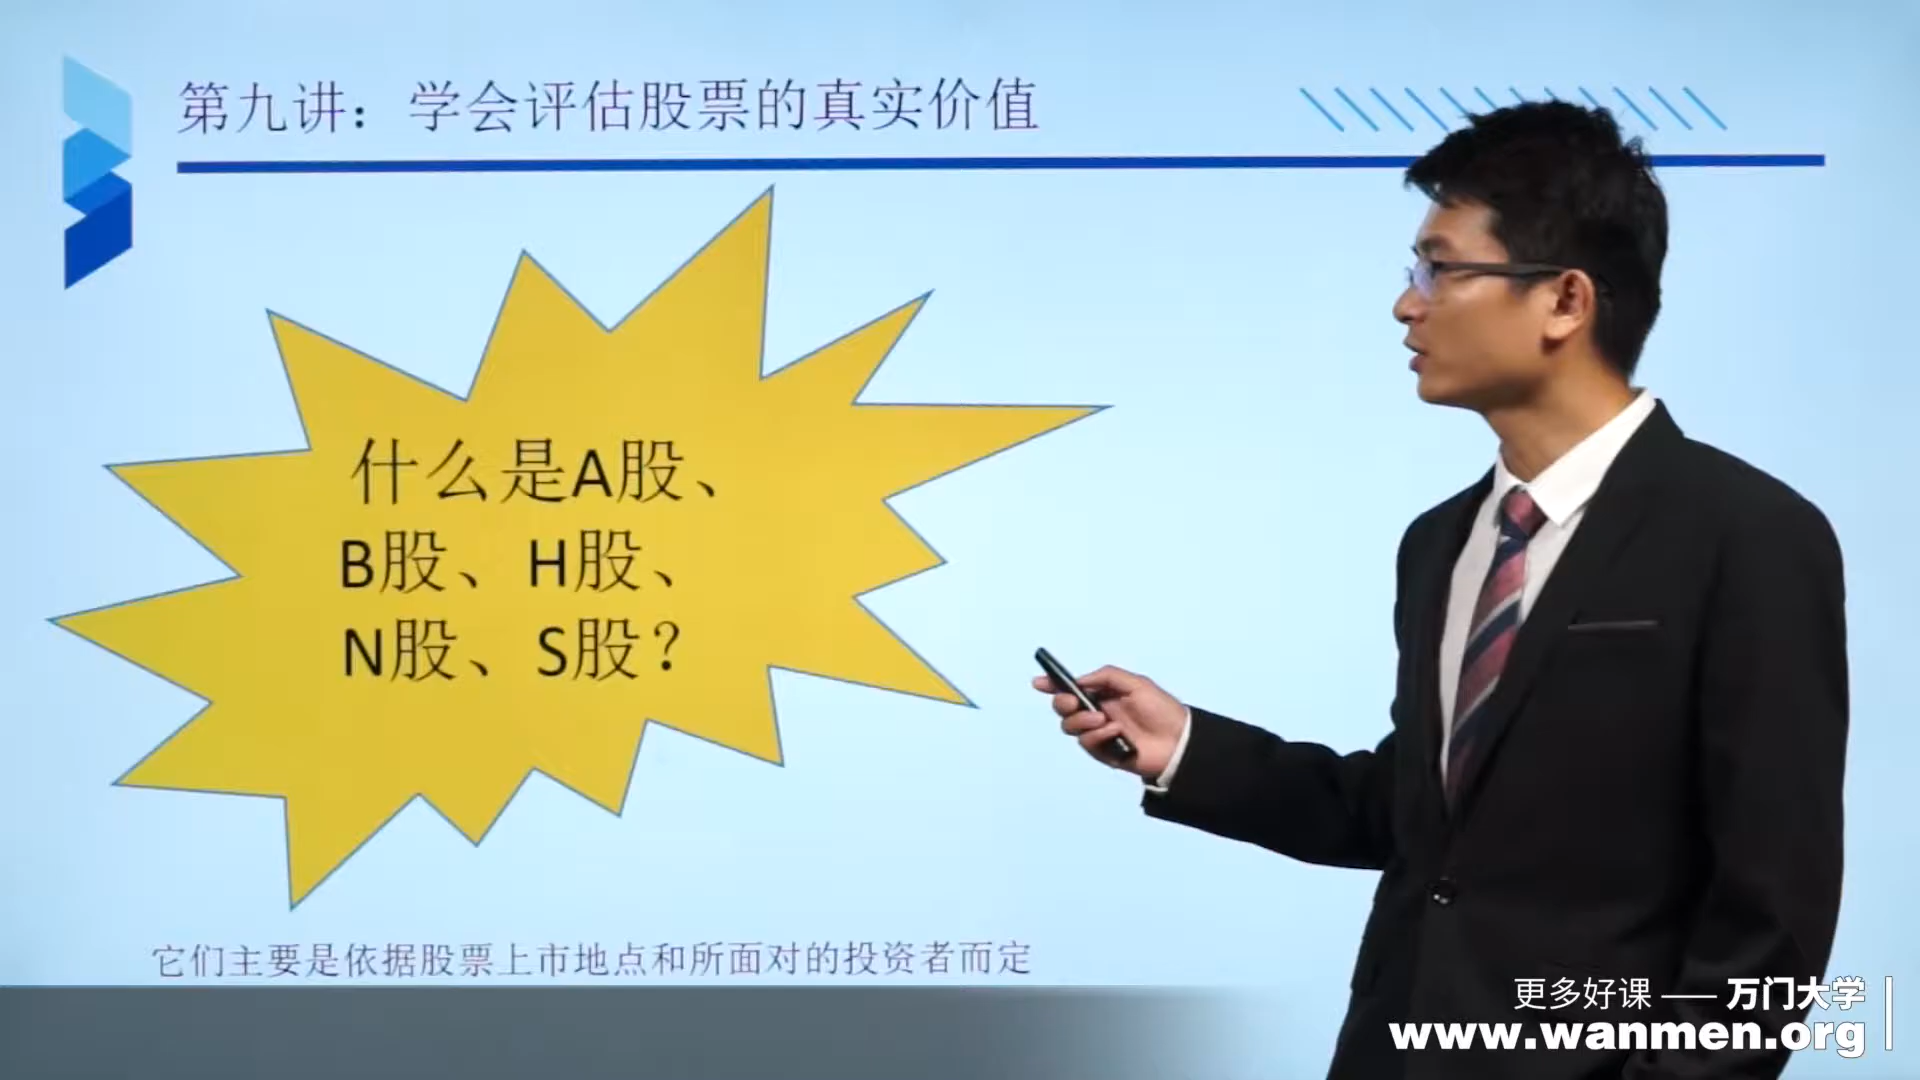 第九讲：学会评估股票的真实价值
什么是A股、
B股、H股、
N股、S股？
它们主要是依据股票上市地点和所面对的投资者而定
更多好课 —— 万门大学
www.wanmen.org